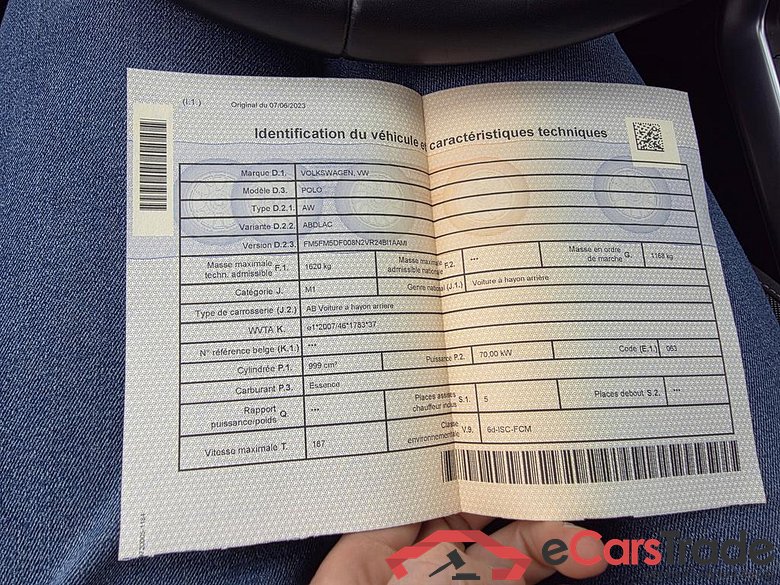 (I.1.) Original du 07/06/2023
Identification du véhicule et caractéristiques techniques
Marque D.1. VOLKSWAGEN, VW
Modèle D.3. POLO
Type D.2.1. AW
Variante D.2.2. ABDLAC
Version D.2.3. FM5FM5DF008N2VR24BI1AAMI
Masse maximale techn. admissible F.1. 1620 kg Masse maximale admissible nationale F.2. --- Masse en ordre de marche G. 1168 kg
Catégorie J. M1 Genre national (J.1.) Voiture à hayon arrière
Type de carrosserie (J.2.) AB Voiture à hayon arrière
WVTA K. e1*2007/46*1783*37
N° référence belge (K.1.) ---
Cylindrée P.1. 999 cm³ Puissance P.2. 70,00 kW Code (E.1.) 063
Carburant P.3. Essence
Rapport puissance/poids Q. --- Places assises chauffeur inclus S.1. 5 Places debout S.2. ---
Vitesse maximale T. 187 Classe environnementale V.9. 6d-ISC-FCM
eCarsTrade